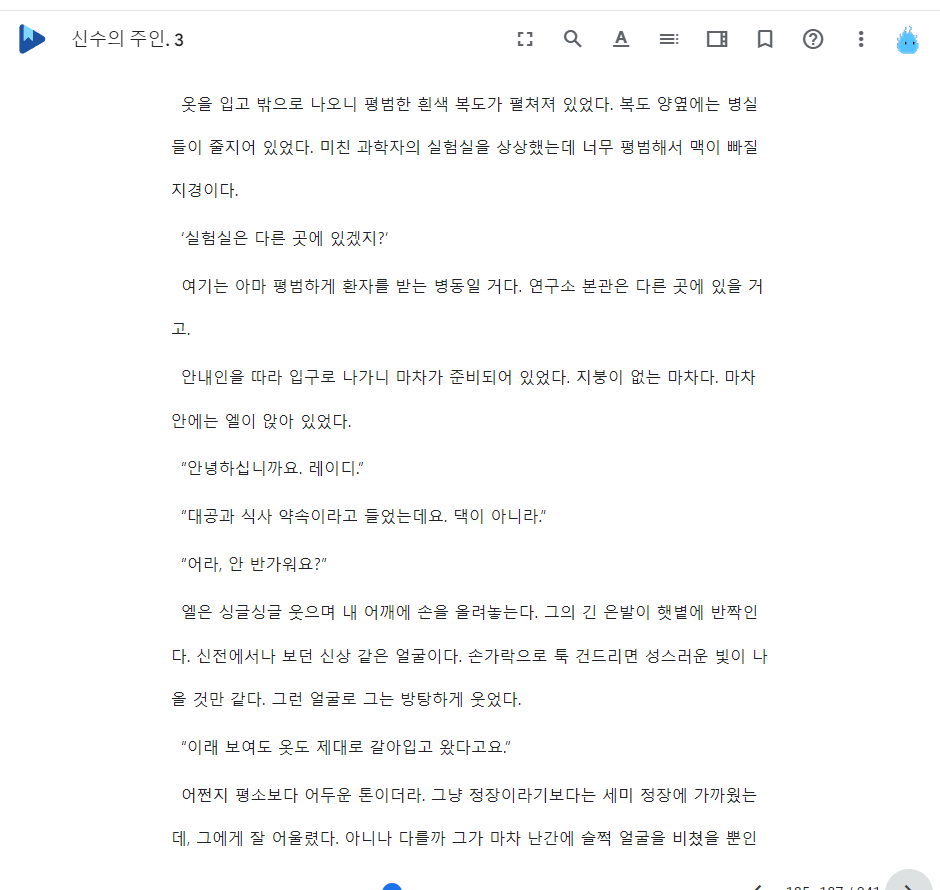 신수의 주인. 3
옷을 입고 밖으로 나오니 평범한 흰색 복도가 펼쳐져 있었다. 복도 양옆에는 병실
들이 줄지어 있었다. 미친 과학자의 실험실을 상상했는데 너무 평범해서 맥이 빠질
지경이다.
‘실험실은 다른 곳에 있겠지?’
여기는 아마 평범하게 환자를 받는 병동일 거다. 연구소 본관은 다른 곳에 있을 거
고.
안내인을 따라 입구로 나가니 마차가 준비되어 있었다. 지붕이 없는 마차다. 마차
안에는 엘이 앉아 있었다.
“안녕하십니까요. 레이디.”
“대공과 식사 약속이라고 들었는데요. 댁이 아니라.”
“어라, 안 반가워요?”
엘은 싱글싱글 웃으며 내 어깨에 손을 올려놓는다. 그의 긴 은발이 햇볕에 반짝인
다. 신전에서나 보던 신상 같은 얼굴이다. 손가락으로 툭 건드리면 성스러운 빛이 나
올 것만 같다. 그런 얼굴로 그는 방탕하게 웃었다.
“이래 보여도 옷도 제대로 갈아입고 왔다고요.”
어쩐지 평소보다 어두운 톤이더라. 그냥 정장이라기보다는 세미 정장에 가까웠는
데, 그에게 잘 어울렸다. 아니나 다를까 그가 마차 난간에 슬쩍 얼굴을 비쳤을 뿐인